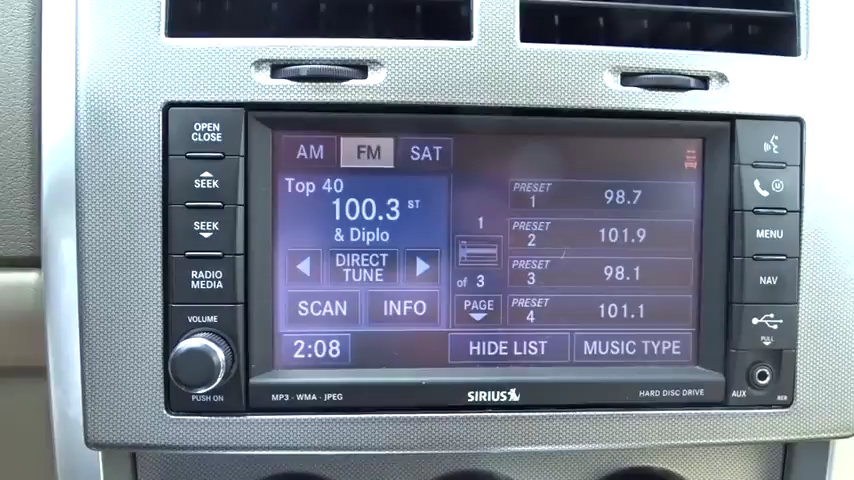 OPEN
CLOSE
SEEK
SEEK
RADIO
MEDIA
VOLUME
PUSH ON
AM
FM
SAT
Top 40
100.3 ST
& Diplo
DIRECT
TUNE
SCAN
INFO
2:08
1
of 3
PAGE
PRESET
1
98.7
PRESET
2
101.9
PRESET
3
98.1
PRESET
4
101.1
HIDE LIST
MUSIC TYPE
MP3 - WMA - JPEG
SIRIUS
HARD DISC DRIVE
MENU
NAV
PULL
AUX